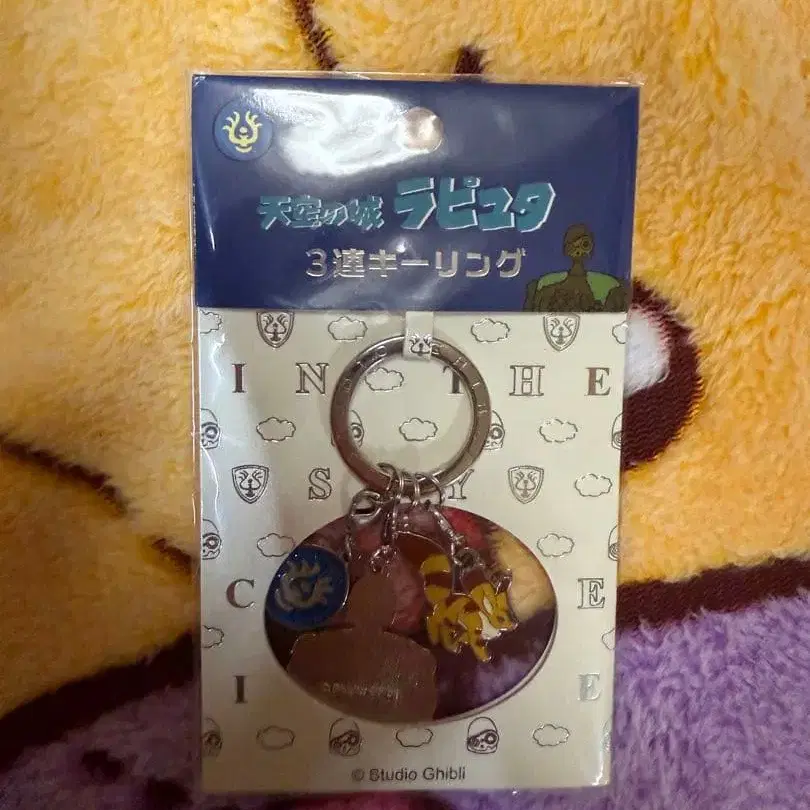 天空の城 ラピュタ
3連キーリング
I N T H E
S Y
C E
I E
© Studio Ghibli